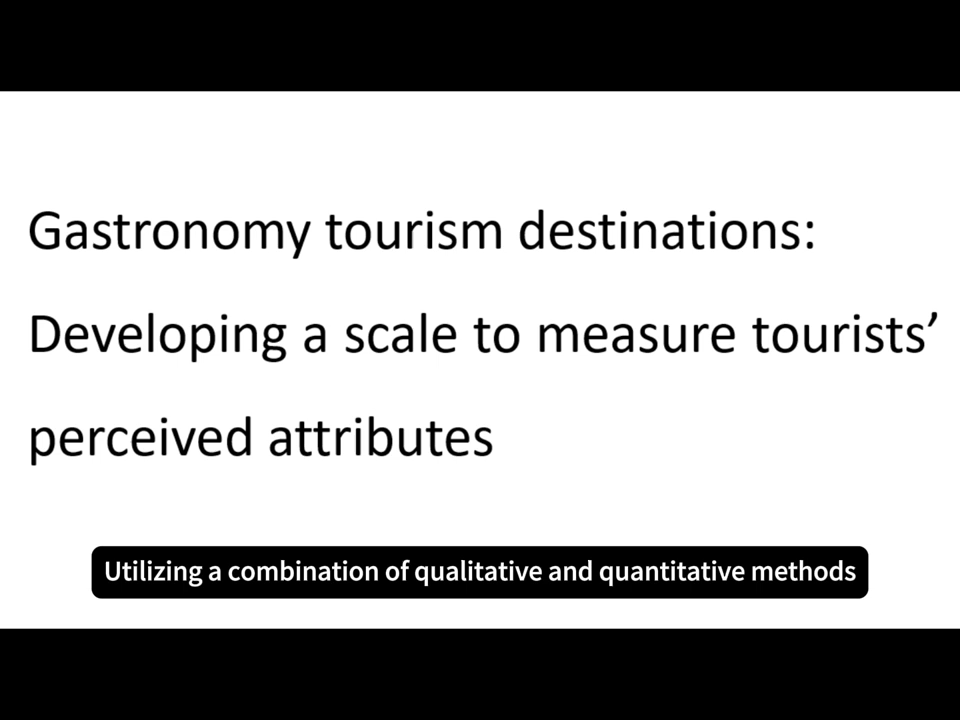 Gastronomy tourism destinations:
Developing a scale to measure tourists’
perceived attributes
Utilizing a combination of qualitative and quantitative methods